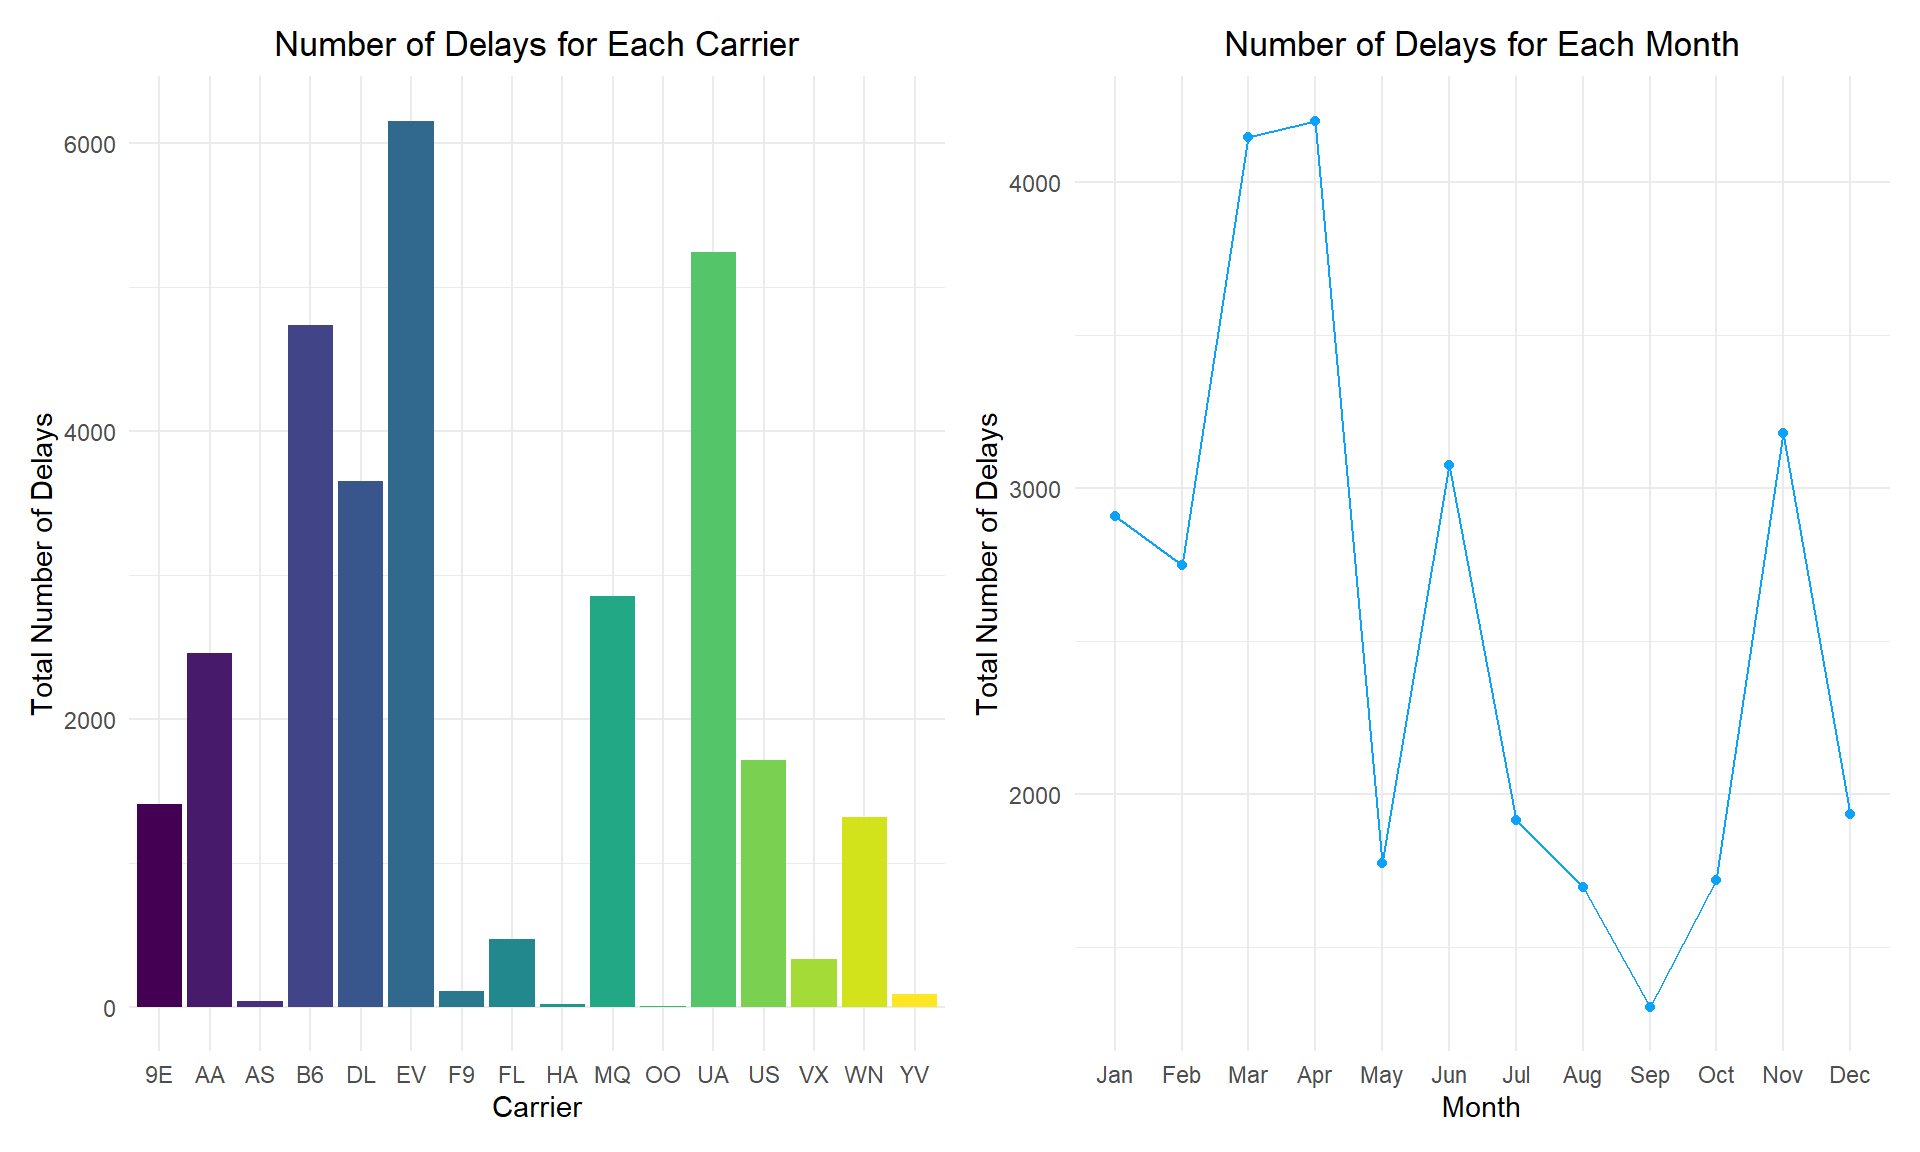 Number of Delays for Each Carrier
Total Number of Delays
6000
4000
2000
0
9E AA AS B6 DL EV F9 FL HA MQ OO UA US VX WN YV
Carrier
Number of Delays for Each Month
Total Number of Delays
4000
3000
2000
Jan Feb Mar Apr May Jun Jul Aug Sep Oct Nov Dec
Month